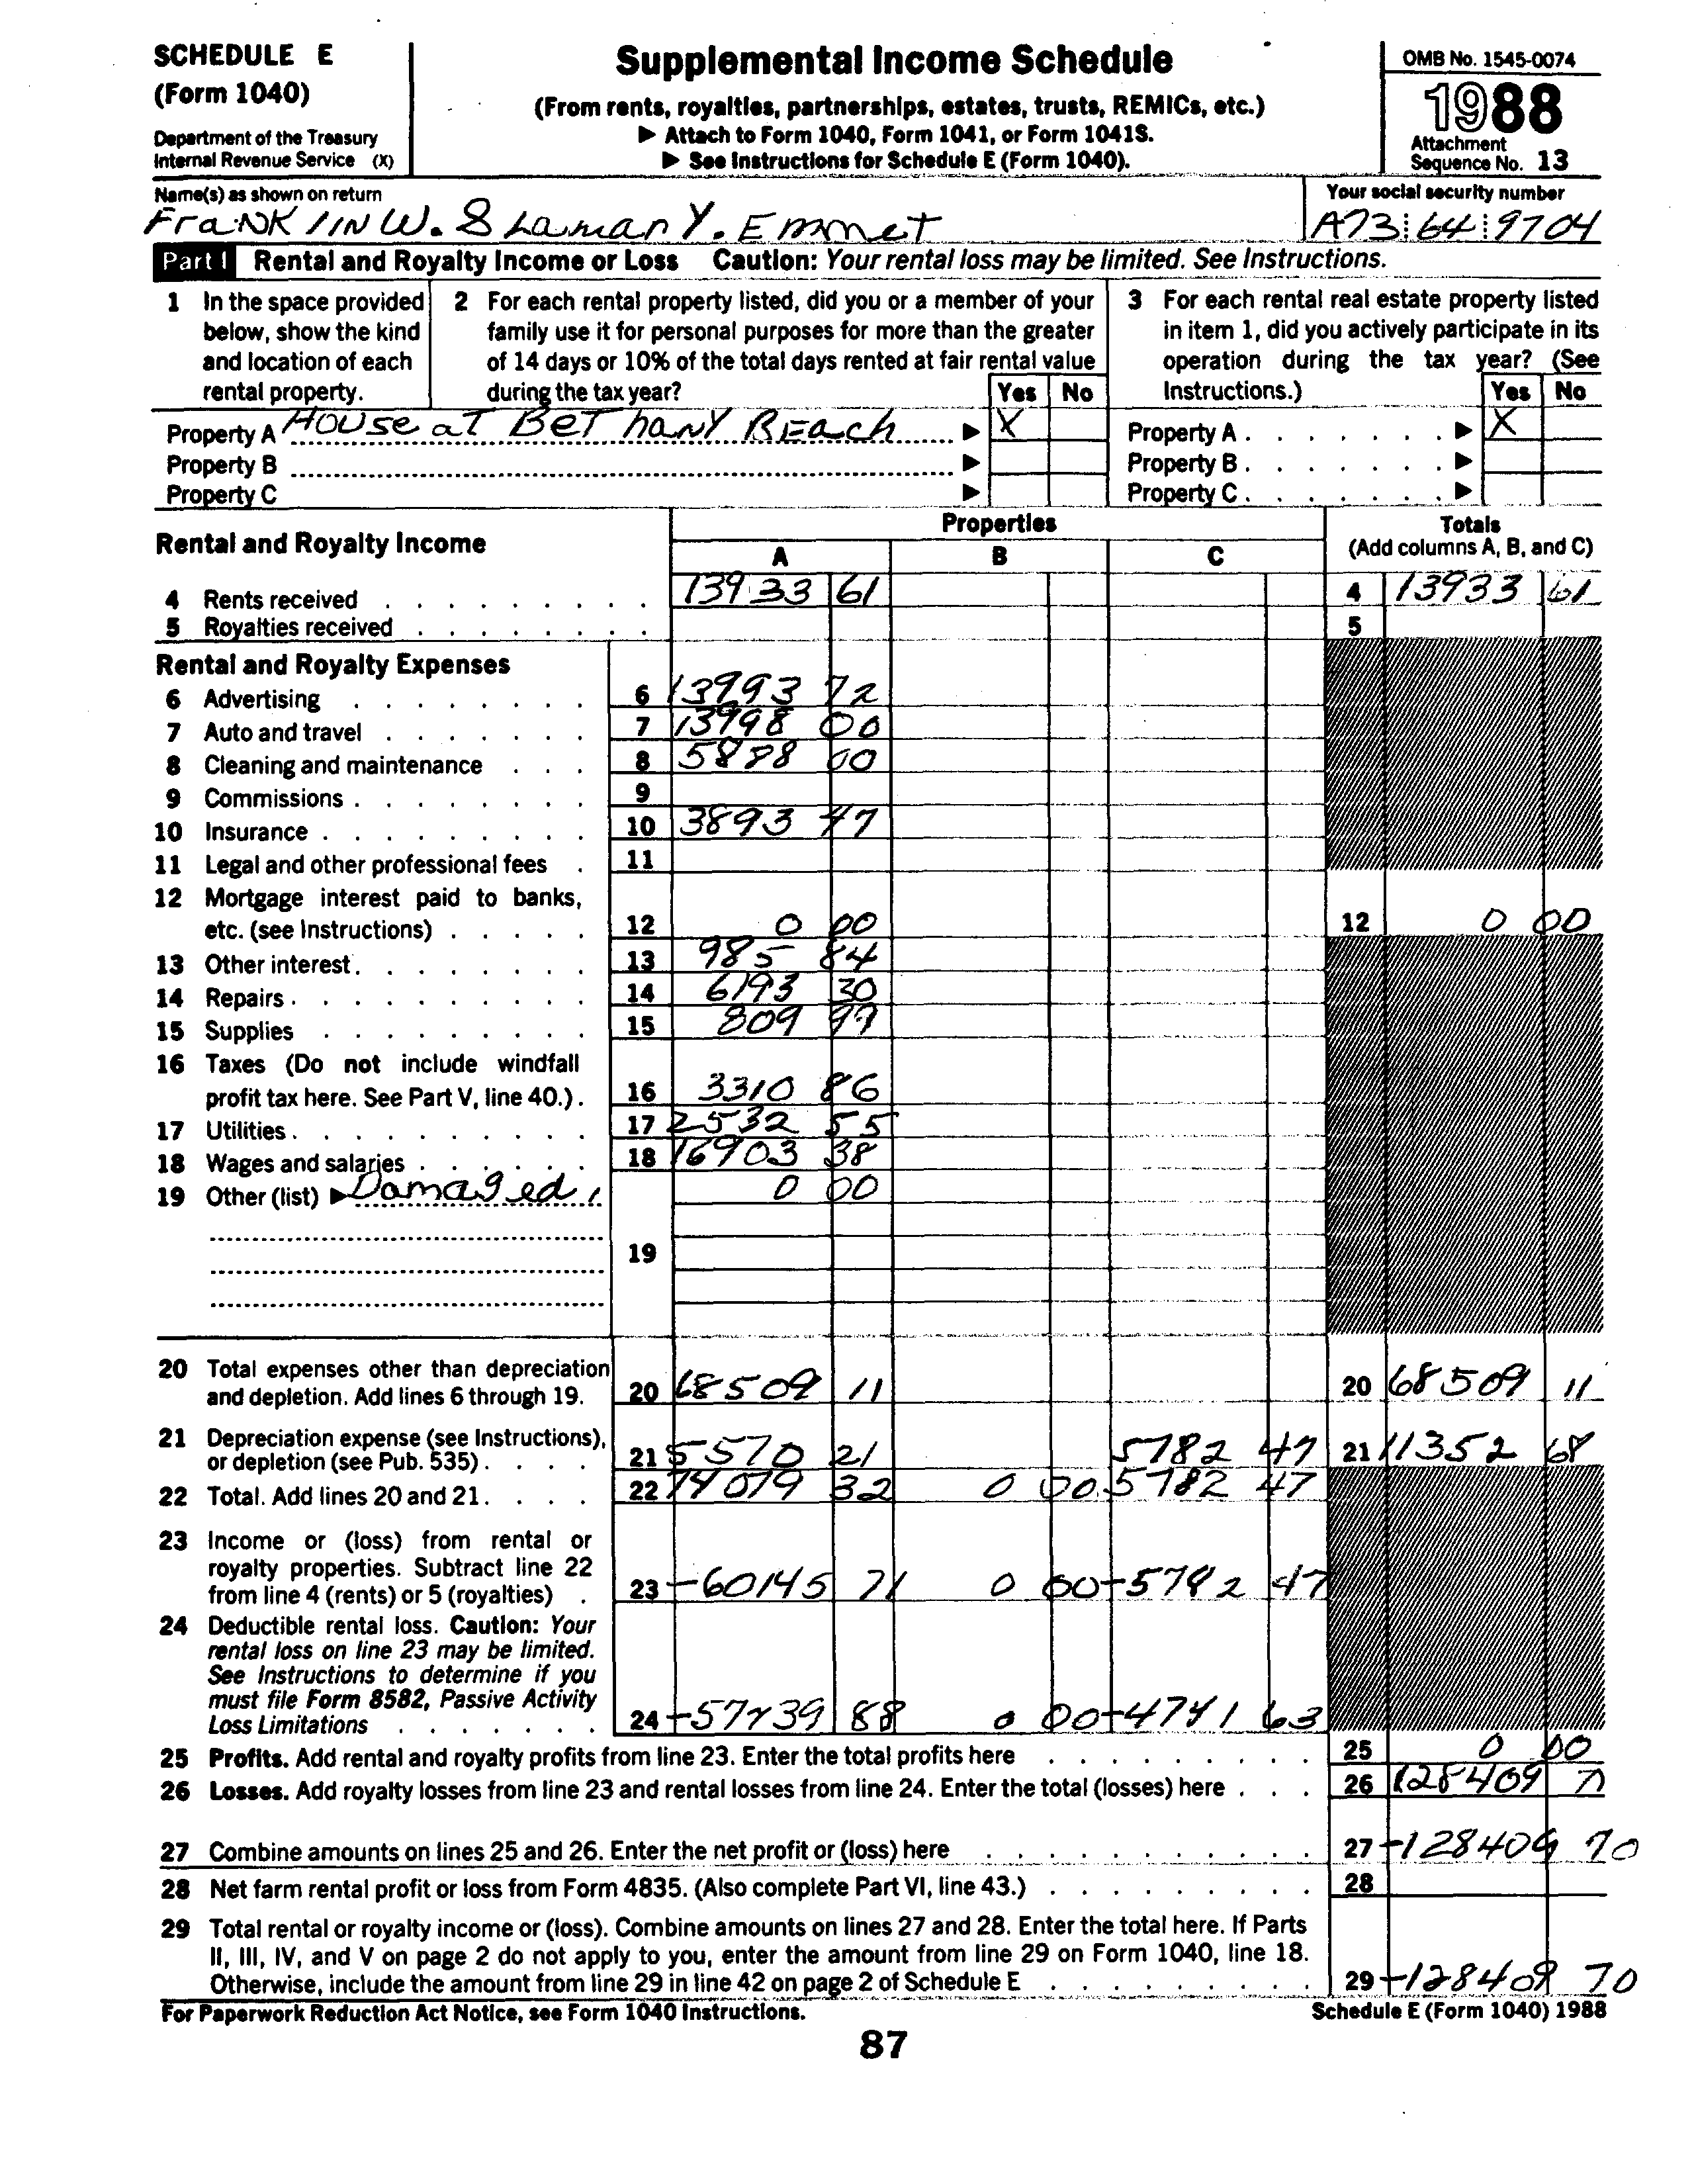 SCHEDULE E
(Form 1040)
Department of the Treasury
Internal Revenue Service (X)
Supplemental Income Schedule
(From rents, royalties, partnerships, estates, trusts, REMICs, etc.)
▶ Attach to Form 1040, Form 1041, or Form 1041S.
▶ See Instructions for Schedule E (Form 1040).
OMB No. 1545-0074
1988
Attachment
Sequence No. 13
Name(s) as shown on return
FraNKlIN W. & LamarY. Emmet
Your social security number
A73 64 9704
Part I Rental and Royalty Income or Loss Caution: Your rental loss may be limited. See Instructions.
1 In the space provided
below, show the kind
and location of each
rental property.
2 For each rental property listed, did you or a member of your
family use it for personal purposes for more than the greater
of 14 days or 10% of the total days rented at fair rental value
during the tax year? Yes No
3 For each rental real estate property listed
in item 1, did you actively participate in its
operation during the tax year? (See
Instructions.) Yes No
Property A House at BetHany Beach ▶ X
Property B ▶
Property C ▶
Property A ▶ X
Property B ▶
Property C ▶
Rental and Royalty Income
Properties
A B C
Totals
(Add columns A, B, and C)
4 Rents received 13933 61 4 13933 61
5 Royalties received 5
Rental and Royalty Expenses
6 Advertising 6 13993 72
7 Auto and travel 7 13998 00
8 Cleaning and maintenance 8 5888 00
9 Commissions 9
10 Insurance 10 3893 47
11 Legal and other professional fees 11
12 Mortgage interest paid to banks,
etc. (see Instructions) 12 0 00 12 0 00
13 Other interest 13 985 84
14 Repairs 14 6193 30
15 Supplies 15 809 99
16 Taxes (Do not include windfall
profit tax here. See Part V, line 40.) 16 3310 86
17 Utilities 17 2532 55
18 Wages and salaries 18 16903 38
19 Other (list) ▶ Damaged 0 00
19
20 Total expenses other than depreciation
and depletion. Add lines 6 through 19. 20 68509 11 20 68509 11
21 Depreciation expense (see Instructions),
or depletion (see Pub. 535) 21 5570 21 5782 47 21 11352 68
22 Total. Add lines 20 and 21 22 74079 32 0 00 5782 47
23 Income or (loss) from rental or
royalty properties. Subtract line 22
from line 4 (rents) or 5 (royalties) 23 -60145 71 0 00 -5782 47
24 Deductible rental loss. Caution: Your
rental loss on line 23 may be limited.
See Instructions to determine if you
must file Form 8582, Passive Activity
Loss Limitations 24 88 0 00 -4741 63
25 Profits. Add rental and royalty profits from line 23. Enter the total profits here 25 0 00
26 Losses. Add royalty losses from line 23 and rental losses from line 24. Enter the total (losses) here 26 128409
27 Combine amounts on lines 25 and 26. Enter the net profit or (loss) here 27 -128409 70
28 Net farm rental profit or loss from Form 4835. (Also complete Part VI, line 43.) 28
29 Total rental or royalty income or (loss). Combine amounts on lines 27 and 28. Enter the total here. If Parts
II, III, IV, and V on page 2 do not apply to you, enter the amount from line 29 on Form 1040, line 18.
Otherwise, include the amount from line 29 in line 42 on page 2 of Schedule E 29 -128409 70
For Paperwork Reduction Act Notice, see Form 1040 Instructions. Schedule E (Form 1040) 1988
87